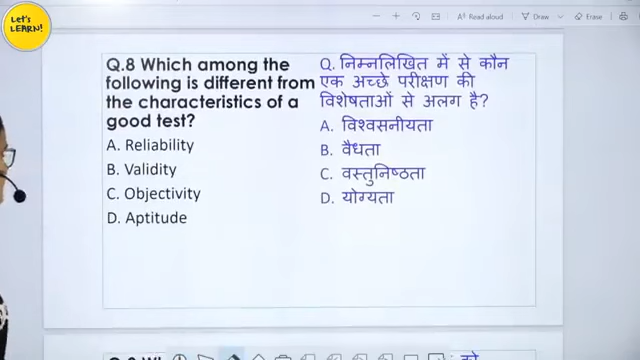 LeT's
LEARN!
Read aloud
Draw
Erase
Q.8 Which among the
following is different from
the characteristics of a
good test?
A. Reliability
B. Validity
C. Objectivity
D. Aptitude
Q. निम्नलिखित में से कौन
एक अच्छे परीक्षण की
विशेषताओं से अलग है?
A. विश्वसनीयता
B. वैधता
C. वस्तुनिष्ठता
D. योग्यता